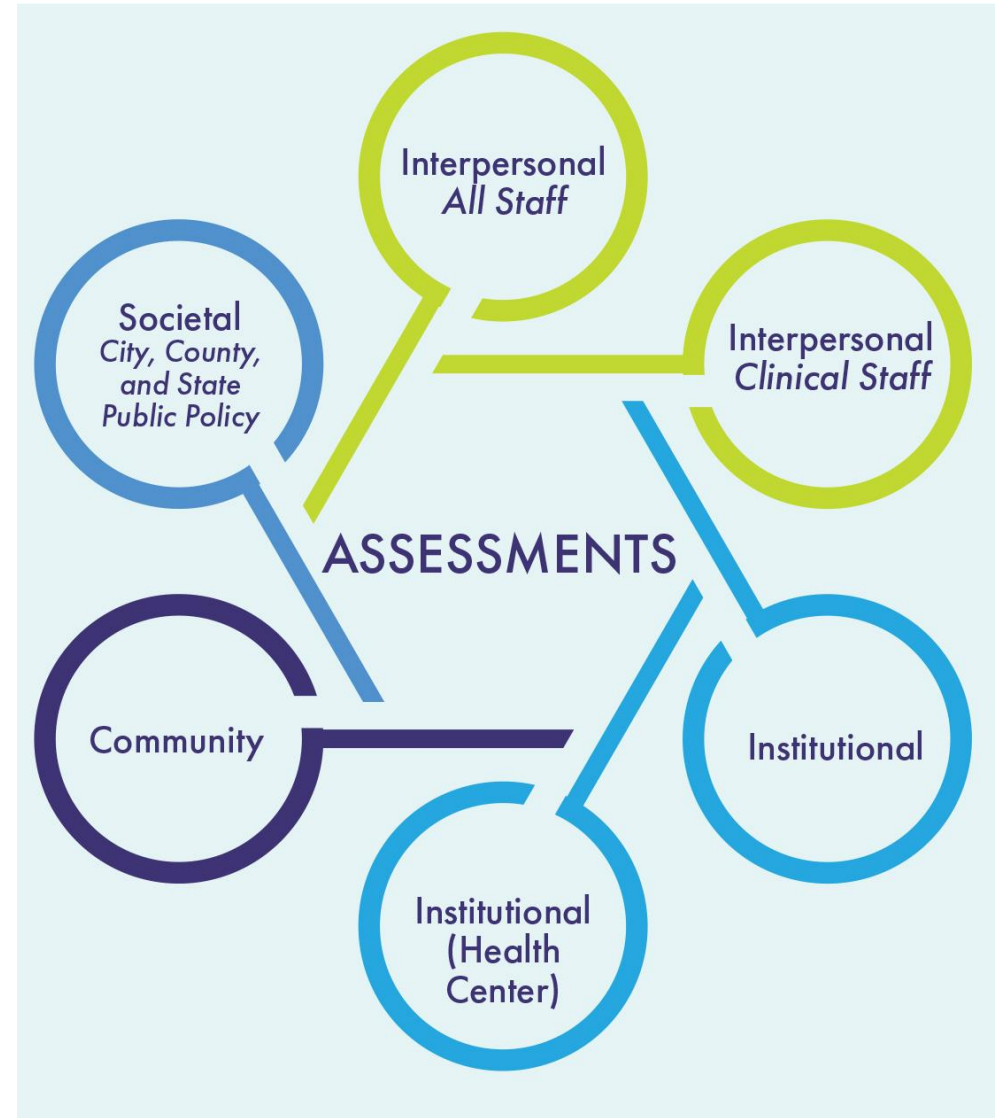 Interpersonal
All Staff
Societal
City, County,
and State
Public Policy
Interpersonal
Clinical Staff
ASSESSMENTS
Community
Institutional
Institutional
(Health
Center)